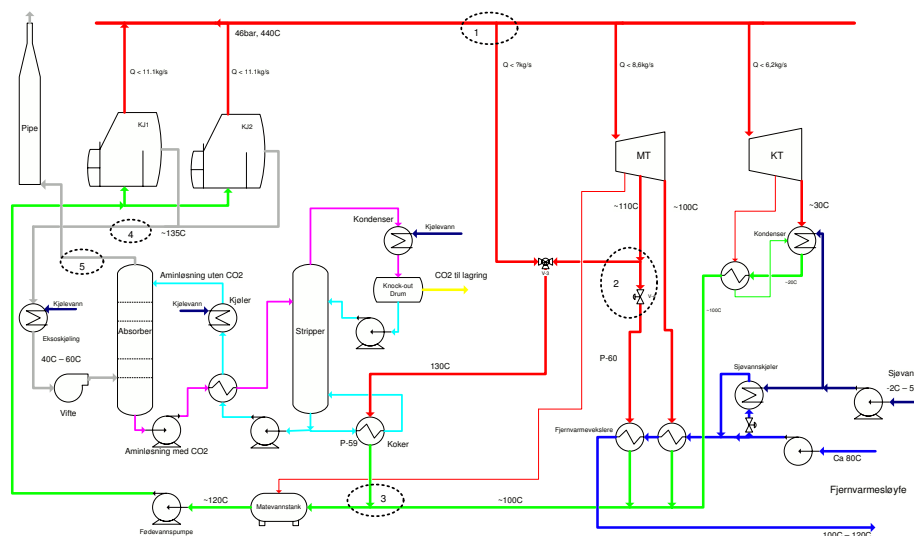 1
46bar, 440C
Q < 11.1kg/s
Q < 11.1kg/s
Q < ?kg/s
Q < 8,6kg/s
Q < 6,2kg/s
KJ1
KJ2
Pipe
MT
KT
~110C
~100C
~30C
4
~135C
5
Kondenser
Kjølevann
Kondenser
Aminløsning uten CO2
Kjøler
Kjølevann
Knock-out
Drum
CO2 til lagring
V-3
2
~20C
~100C
Kjølevann
Eksoskjøling
Absorber
Stripper
40C – 60C
Vifte
130C
P-60
Sjøvannskjøler
Sjøvan
-2C – 5
P-59
Koker
Aminløsning med CO2
Fjernvarmevekslere
Ca 80C
3
~120C
Matevannstank
~100C
Fødevannspumpe
Fjernvarmesløyfe
100C – 120C